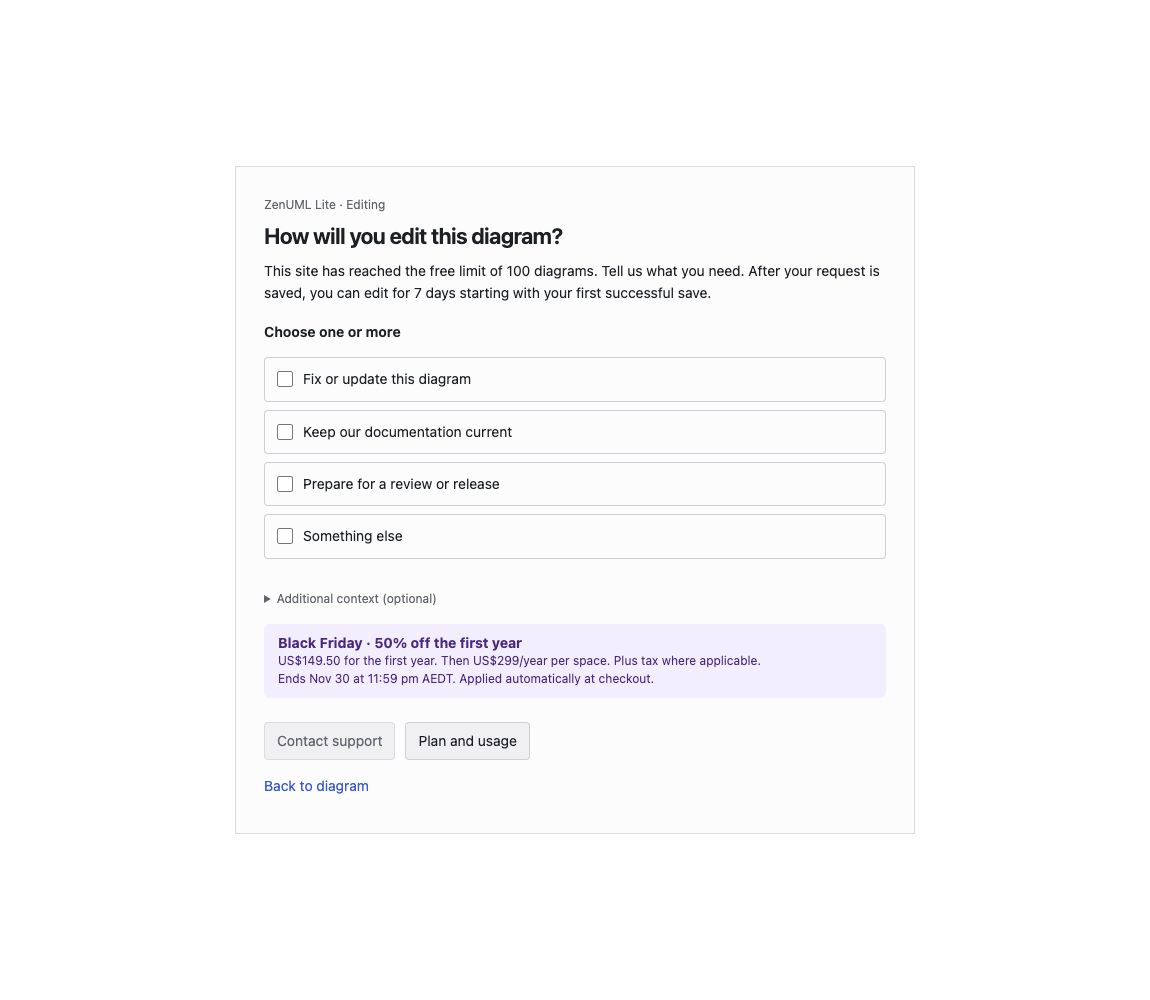 ZenUML Lite · Editing
How will you edit this diagram?
This site has reached the free limit of 100 diagrams. Tell us what you need. After your request is
saved, you can edit for 7 days starting with your first successful save.
Choose one or more
Fix or update this diagram
Keep our documentation current
Prepare for a review or release
Something else
Additional context (optional)
Black Friday · 50% off the first year
US$149.50 for the first year. Then US$299/year per space. Plus tax where applicable.
Ends Nov 30 at 11:59 pm AEDT. Applied automatically at checkout.
Contact support
Plan and usage
Back to diagram